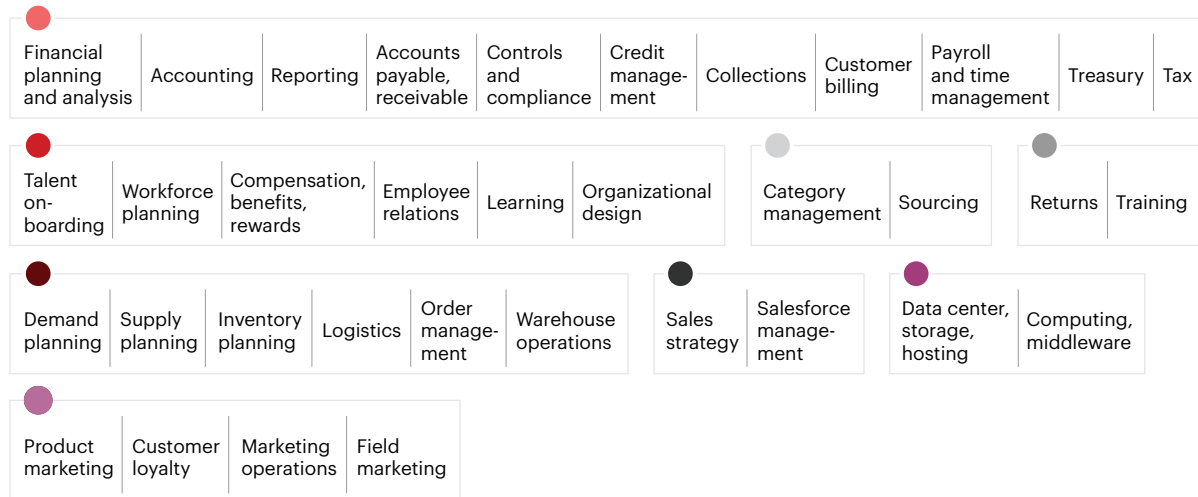 Financial
planning
and analysis
Accounting
Reporting
Accounts
payable,
receivable
Controls
and
compliance
Credit
manage-
ment
Collections
Customer
billing
Payroll
and time
management
Treasury
Tax
Talent
on-
boarding
Workforce
planning
Compensation,
benefits,
rewards
Employee
relations
Learning
Organizational
design
Category
management
Sourcing
Returns
Training
Demand
planning
Supply
planning
Inventory
planning
Logistics
Order
manage-
ment
Warehouse
operations
Sales
strategy
Salesforce
manage-
ment
Data center,
storage,
hosting
Computing,
middleware
Product
marketing
Customer
loyalty
Marketing
operations
Field
marketing